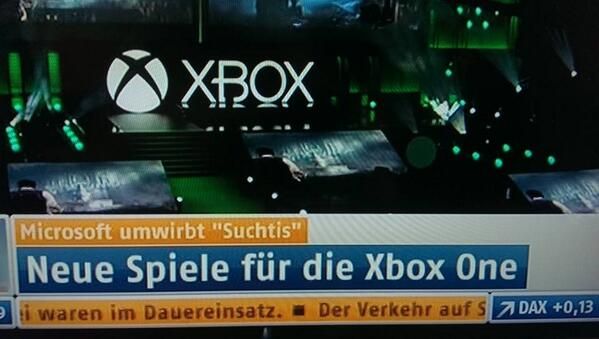 XBOX
Microsoft umwirbt "Suchtis"
Neue Spiele für die Xbox One
i waren im Dauereinsatz. ■ Der Verkehr auf S
DAX +0,13